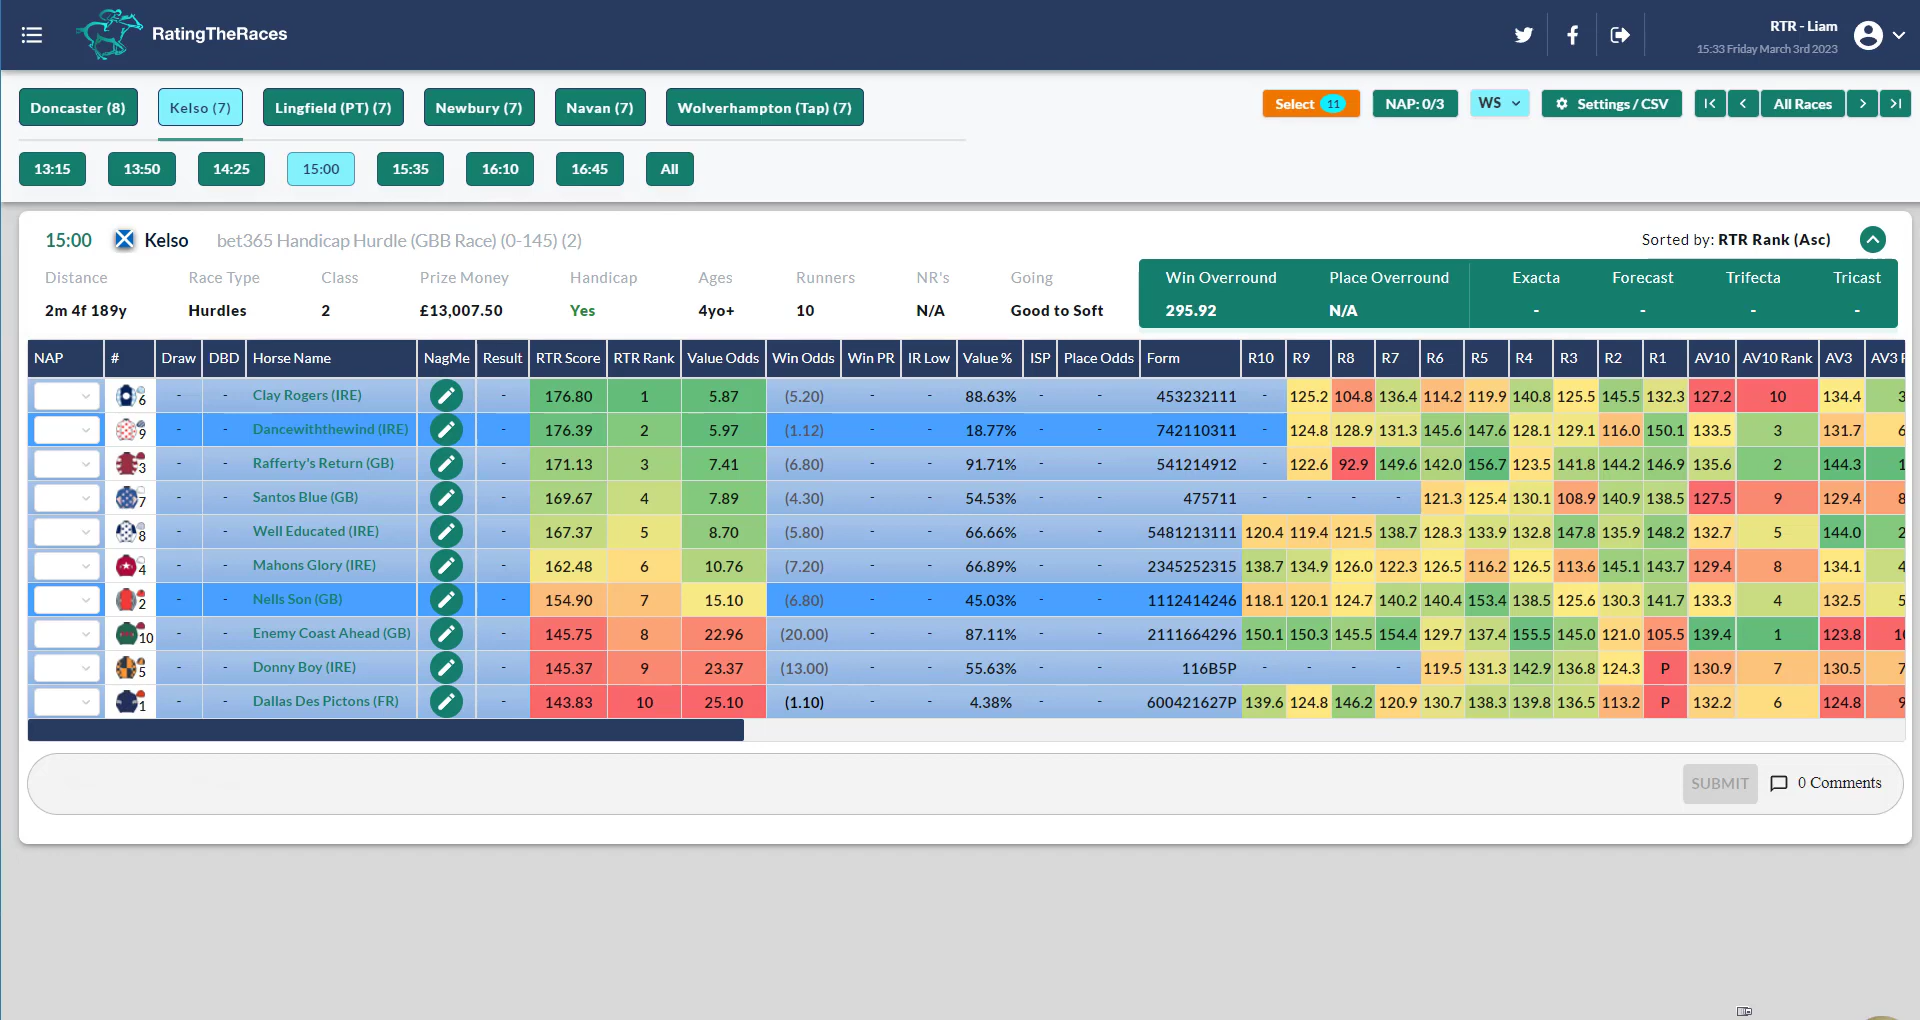 RatingTheRaces
RTR - Liam
15:33 Friday March 3rd 2023
Doncaster (8) Kelso (7) Lingfield (PT) (7) Newbury (7) Navan (7) Wolverhampton (Tap) (7) Select 11 NAP: 0/3 WS Settings / CSV All Races
13:15 13:50 14:25 15:00 15:35 16:10 16:45 All
15:00 Kelso bet365 Handicap Hurdle (GBB Race) (0-145) (2) Sorted by: RTR Rank (Asc)
Distance Race Type Class Prize Money Handicap Ages Runners NR's Going Win Overround Place Overround Exacta Forecast Trifecta Tricast
2m 4f 189y Hurdles 2 £13,007.50 Yes 4yo+ 10 N/A Good to Soft 295.92 N/A - - - -
NAP # Draw DBD Horse Name NagMe Result RTR Score RTR Rank Value Odds Win Odds Win PR IR Low Value % ISP Place Odds Form R10 R9 R8 R7 R6 R5 R4 R3 R2 R1 AV10 AV10 Rank AV3 AV3
6 - - Clay Rogers (IRE) - 176.80 1 5.87 (5.20) - - 88.63% - - 453232111 - 125.2 104.8 136.4 114.2 119.9 140.8 125.5 145.5 132.3 127.2 10 134.4 3
9 - - Dancewiththewind (IRE) - 176.39 2 5.97 (1.12) - - 18.77% - - 742110311 - 124.8 128.9 131.3 145.6 147.6 128.1 129.1 116.0 150.1 133.5 3 131.7 6
3 - - Rafferty's Return (GB) - 171.13 3 7.41 (6.80) - - 91.71% - - 541214912 - 122.6 92.9 149.6 142.0 156.7 123.5 141.8 144.2 146.9 135.6 2 144.3 1
7 - - Santos Blue (GB) - 169.67 4 7.89 (4.30) - - 54.53% - - 475711 - - - - 121.3 125.4 130.1 108.9 140.9 138.5 127.5 9 129.4 8
8 - - Well Educated (IRE) - 167.37 5 8.70 (5.80) - - 66.66% - - 5481213111 120.4 119.4 121.5 138.7 128.3 133.9 132.8 147.8 135.9 148.2 132.7 5 144.0 2
4 - - Mahons Glory (IRE) - 162.48 6 10.76 (7.20) - - 66.89% - - 2345252315 138.7 134.9 126.0 122.3 126.5 116.2 126.5 113.6 145.1 143.7 129.4 8 134.1 4
2 - - Nells Son (GB) - 154.90 7 15.10 (6.80) - - 45.03% - - 1112414246 118.1 120.1 124.7 140.2 140.4 153.4 138.5 125.6 130.3 141.7 133.3 4 132.5 5
10 - - Enemy Coast Ahead (GB) - 145.75 8 22.96 (20.00) - - 87.11% - - 2111664296 150.1 150.3 145.5 154.4 129.7 137.4 155.5 145.0 121.0 105.5 139.4 1 123.8 10
5 - - Donny Boy (IRE) - 145.37 9 23.37 (13.00) - - 55.63% - - 116B5P - - - - 119.5 131.3 142.9 136.8 124.3 P 130.9 7 130.5 7
1 - - Dallas Des Pictons (FR) - 143.83 10 25.10 (1.10) - - 4.38% - - 600421627P 139.6 124.8 146.2 120.9 130.7 138.3 139.8 136.5 113.2 P 132.2 6 124.8 9
SUBMIT 0 Comments